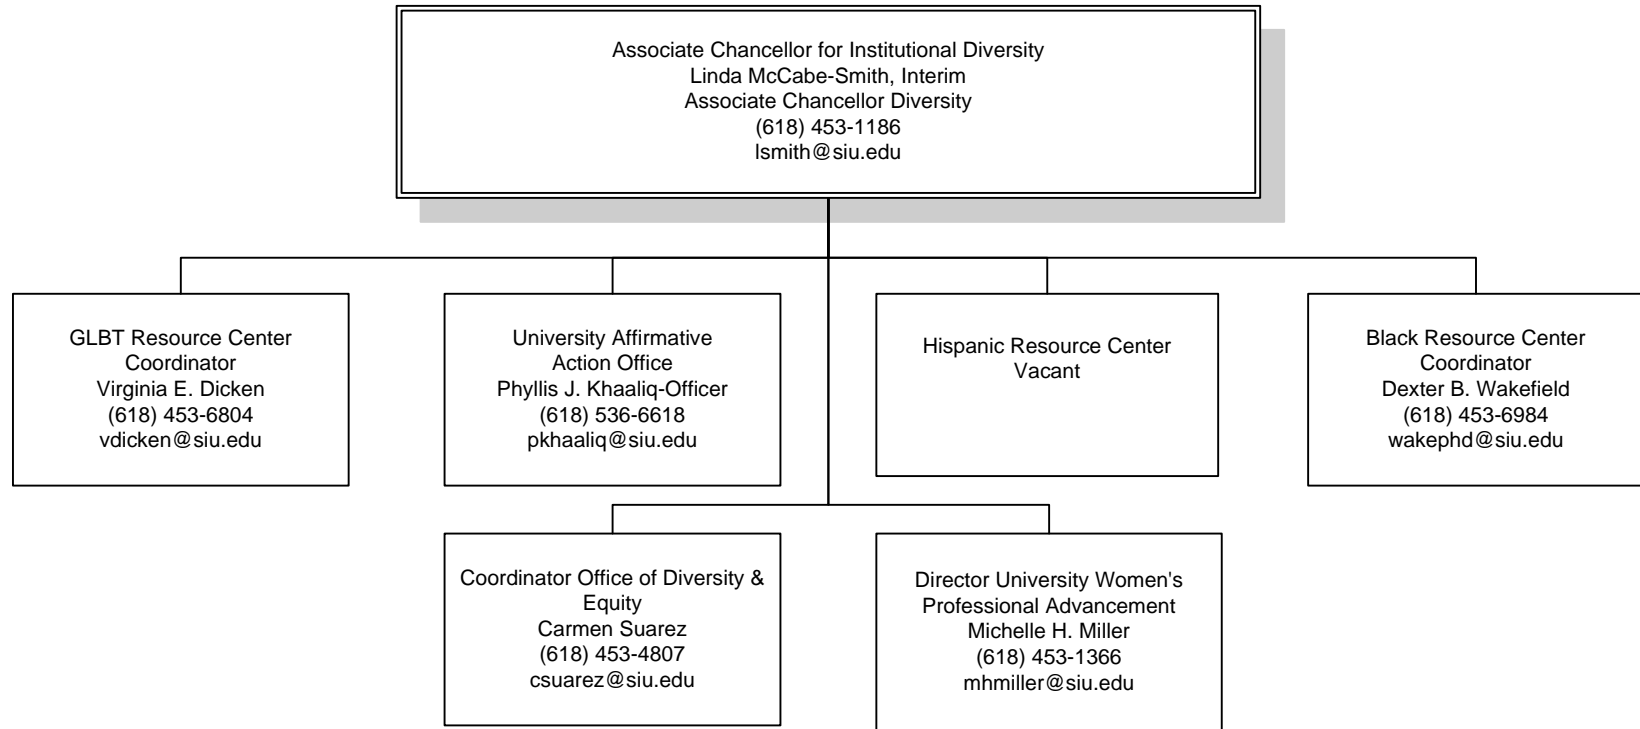 Associate Chancellor for Institutional Diversity
Linda McCabe-Smith, Interim
Associate Chancellor Diversity
(618) 453-1186
lsmith@siu.edu
GLBT Resource Center
Coordinator
Virginia E. Dicken
(618) 453-6804
vdicken@siu.edu
University Affirmative
Action Office
Phyllis J. Khaaliq-Officer
(618) 536-6618
pkhaaliq@siu.edu
Hispanic Resource Center
Vacant
Black Resource Center
Coordinator
Dexter B. Wakefield
(618) 453-6984
wakephd@siu.edu
Coordinator Office of Diversity &
Equity
Carmen Suarez
(618) 453-4807
csuarez@siu.edu
Director University Women's
Professional Advancement
Michelle H. Miller
(618) 453-1366
mhmiller@siu.edu